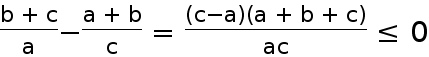 (b + c)/a − (a + b)/c = ((c−a)(a + b + c))/(ac) ≤ 0